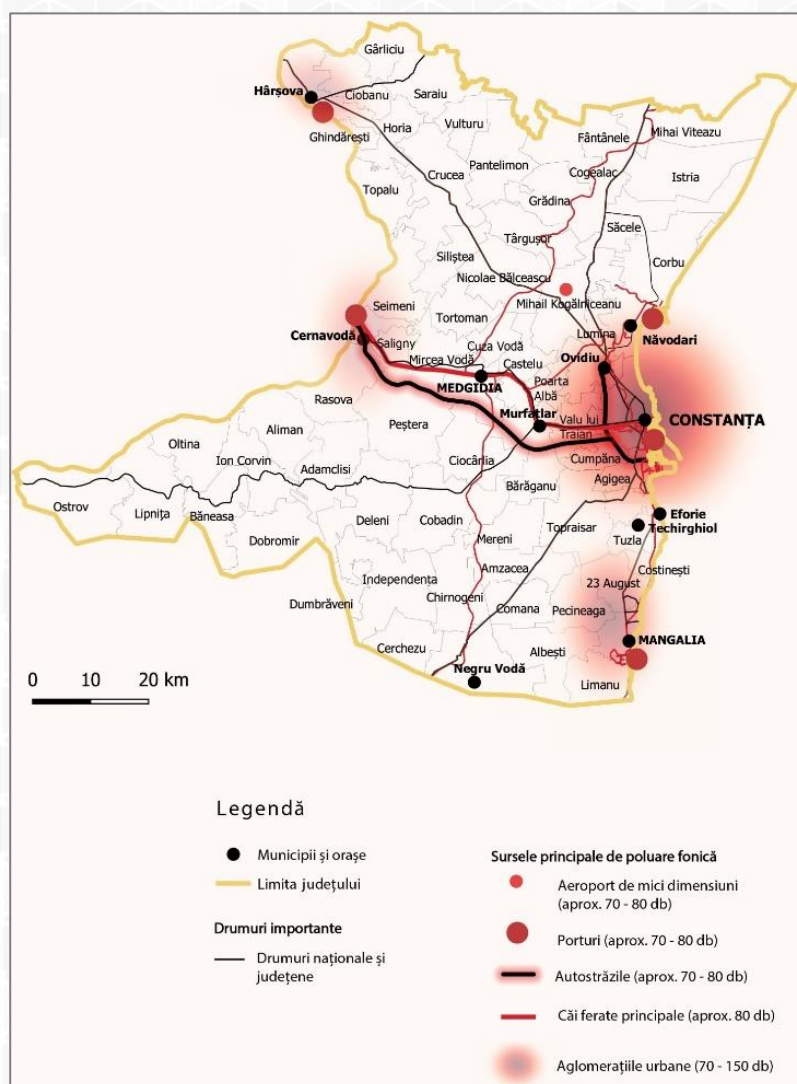 Gârliciu
Hârșova
Ciobanu
Saraiu
Ghindărești
Horia
Vulturu
Fântânele
Mihai Viteazu
Pantelimon
Cogealac
Topalu
Crucea
Istria
Grădina
Târgușor
Săcele
Siliștea
Corbu
Nicolae Bălcescu
Seimeni
Mihail Kogălniceanu
Tortoman
Cernavodă
Saligny
Lumina
Năvodari
Cuza Vodă
Ovidiu
Mircea Vodă
Castelu
MEDGIDIA
Poarta
Albă
Rasova
Murfatlar
Valu lui
Traian
CONSTANȚA
Peștera
Oltina
Aliman
Cumpăna
Ion Corvin
Adamclisi
Ciocârlia
Agigea
Bărăganu
Ostrov
Lipnița
Băneasa
Deleni
Cobadin
Eforie
Topraisar
Techirghiol
Dobromir
Mereni
Tuzla
Amzacea
Costinești
Independența
23 August
Dumbrăveni
Chirnogeni
Comana
Pecineaga
Cerchezu
Albești
MANGALIA
Negru Vodă
Limanu
0 10 20 km
Legendă
Municipii și orașe
Limita județului
Drumuri importante
Drumuri naționale și
județene
Sursele principale de poluare fonică
Aeroport de mici dimensiuni
(aprox. 70 - 80 db)
Porturi (aprox. 70 - 80 db)
Autostrăzile (aprox. 70 - 80 db)
Căi ferate principale (aprox. 80 db)
Aglomerațiile urbane (70 - 150 db)